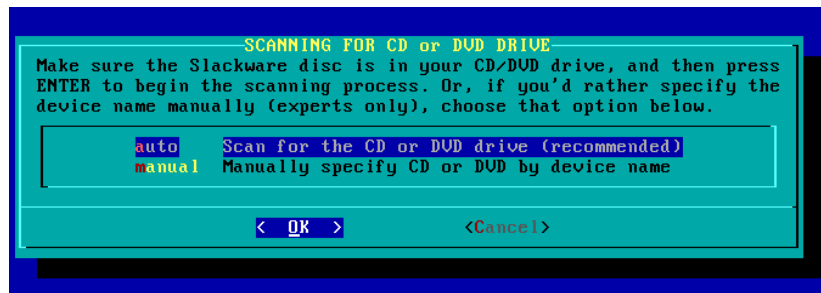 SCANNING FOR CD or DVD DRIVE
Make sure the Slackware disc is in your CD/DVD drive, and then press
ENTER to begin the scanning process. Or, if you'd rather specify the
device name manually (experts only), choose that option below.
auto Scan for the CD or DVD drive (recommended)
manual Manually specify CD or DVD by device name
< OK > <Cancel>